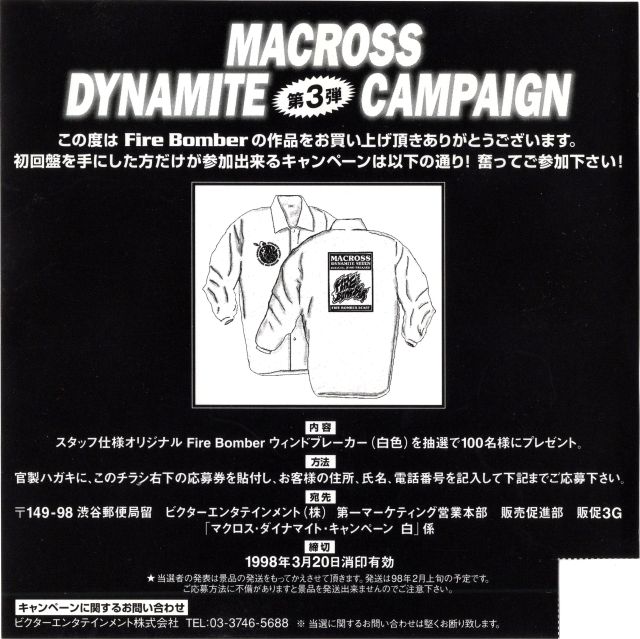 MACROSS
DYNAMITE 第3弾 CAMPAIGN
この度は Fire Bomber の作品をお買い上げ頂きありがとうございます。
初回盤を手にした方だけが参加出来るキャンペーンは以下の通り! 奮ってご参加下さい!
MACROSS
DYNAMITE SEVEN
FIRE BOMBER
FIRE BOMBER STAFF
内容
スタッフ仕様オリジナル Fire Bomber ウィンドブレーカー(白色)を抽選で100名様にプレゼント。
方法
官製ハガキに、このチラシ右下の応募券を貼付し、お客様の住所、氏名、電話番号を記入して下記までご応募下さい。
宛先
〒149-98 渋谷郵便局留 ビクターエンタテインメント(株) 第一マーケティング営業本部 販売促進部 販促3G
「マクロス・ダイナマイト・キャンペーン 白」係
締切
1998年3月20日消印有効
★当選者の発表は景品の発送をもってかえさせて頂きます。発送は98年2月上旬の予定です。
ご応募方法に不備がありますと景品を発送出来ませんのでご注意下さい。
キャンペーンに関するお問い合わせ
ビクターエンタテインメント株式会社 TEL:03-3746-5688 ※ 当選に関するお問い合わせは堅くお断り致します。